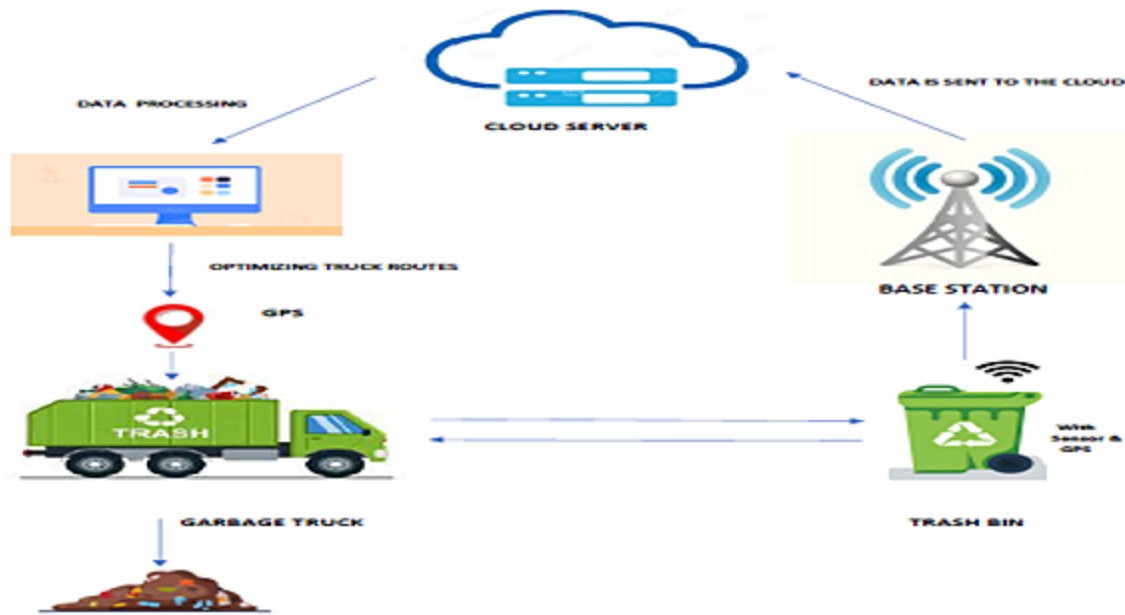 DATA IS SENT TO THE CLOUD
DATA PROCESSING
CLOUD SERVER
OPTIMIZING TRUCK ROUTES
BASE STATION
GPS
TRASH
With
Sensor &
GPS
GARBAGE TRUCK
TRASH BIN